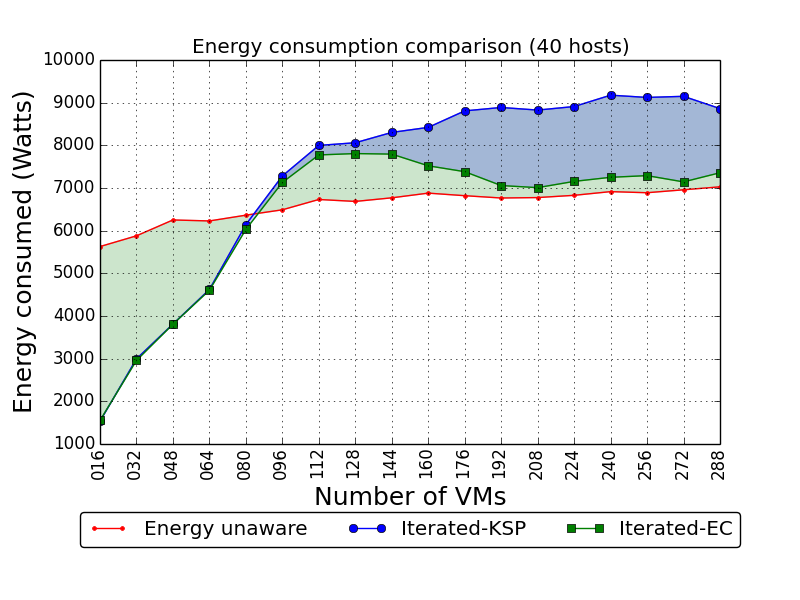 Energy consumption comparison (40 hosts)
Energy consumed (Watts)
10000
9000
8000
7000
6000
5000
4000
3000
2000
1000
016 032 048 064 080 096 112 128 144 160 176 192 208 224 240 256 272 288
Number of VMs
Energy unaware Iterated-KSP Iterated-EC